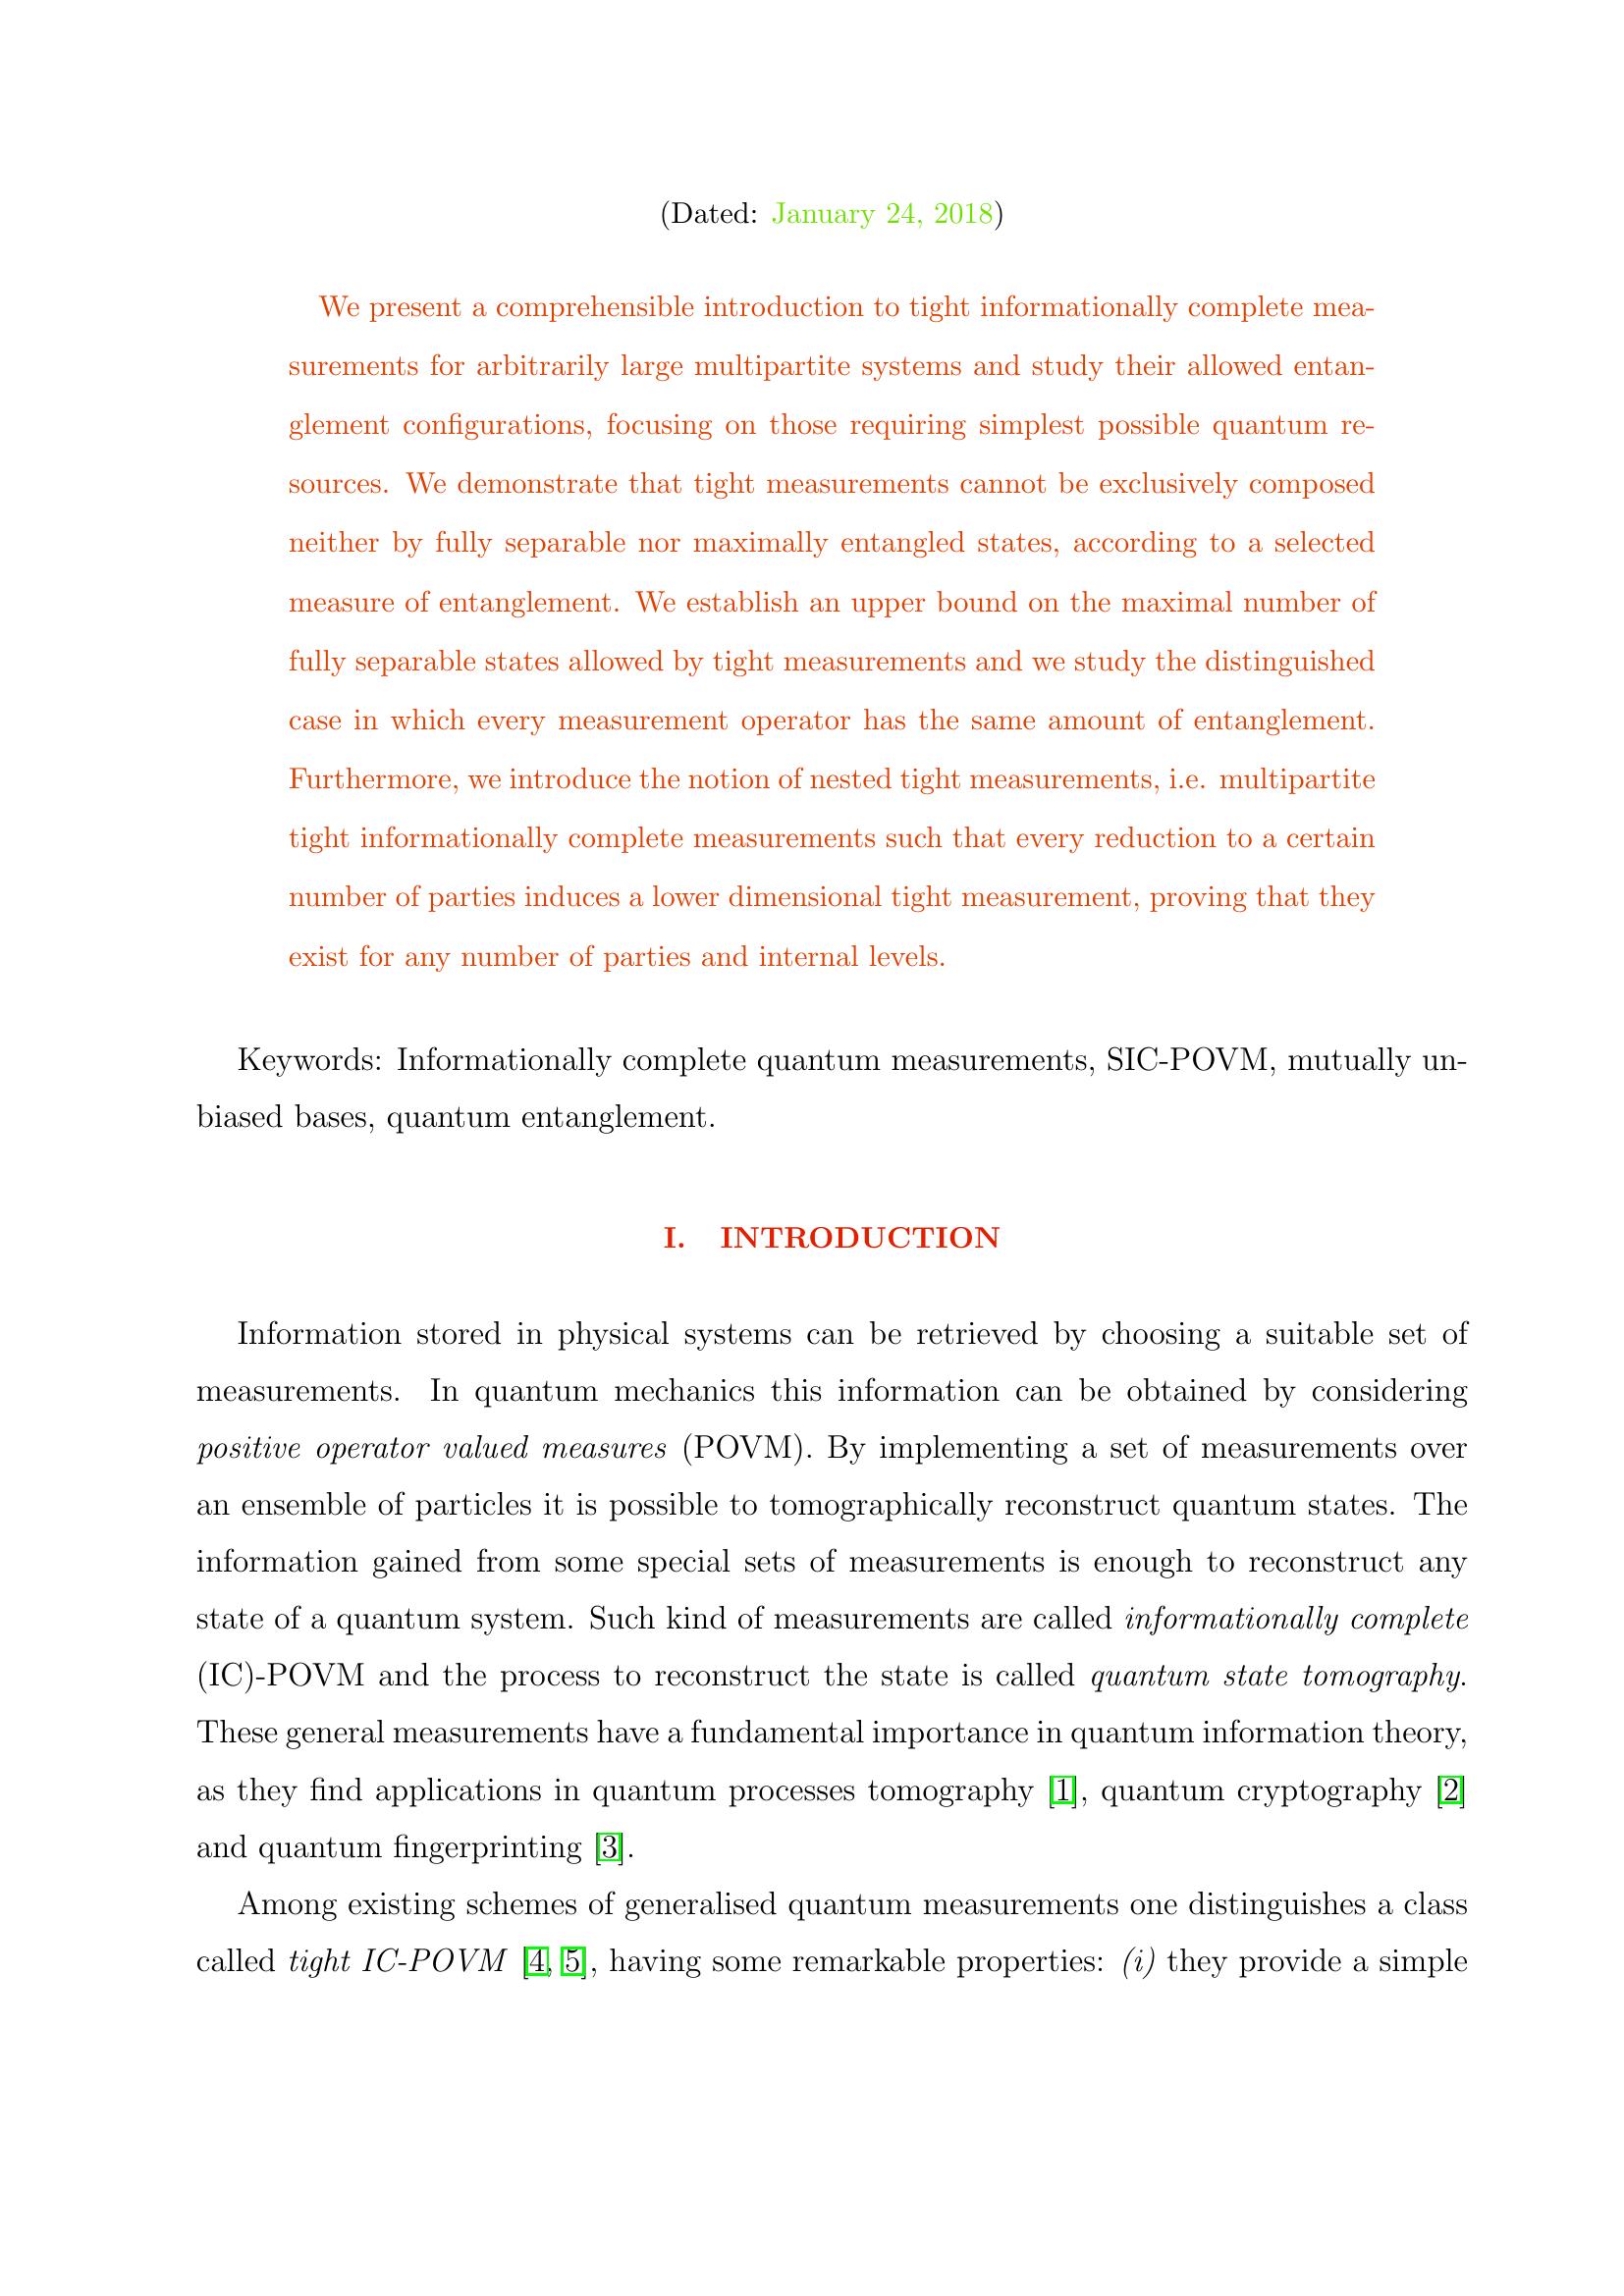 (Dated: January 24, 2018)
We present a comprehensible introduction to tight informationally complete mea-
surements for arbitrarily large multipartite systems and study their allowed entan-
glement configurations, focusing on those requiring simplest possible quantum re-
sources. We demonstrate that tight measurements cannot be exclusively composed
neither by fully separable nor maximally entangled states, according to a selected
measure of entanglement. We establish an upper bound on the maximal number of
fully separable states allowed by tight measurements and we study the distinguished
case in which every measurement operator has the same amount of entanglement.
Furthermore, we introduce the notion of nested tight measurements, i.e. multipartite
tight informationally complete measurements such that every reduction to a certain
number of parties induces a lower dimensional tight measurement, proving that they
exist for any number of parties and internal levels.
Keywords: Informationally complete quantum measurements, SIC-POVM, mutually un-
biased bases, quantum entanglement.
I. INTRODUCTION
Information stored in physical systems can be retrieved by choosing a suitable set of
measurements. In quantum mechanics this information can be obtained by considering
positive operator valued measures (POVM). By implementing a set of measurements over
an ensemble of particles it is possible to tomographically reconstruct quantum states. The
information gained from some special sets of measurements is enough to reconstruct any
state of a quantum system. Such kind of measurements are called informationally complete
(IC)-POVM and the process to reconstruct the state is called quantum state tomography.
These general measurements have a fundamental importance in quantum information theory,
as they find applications in quantum processes tomography [1], quantum cryptography [2]
and quantum fingerprinting [3].
Among existing schemes of generalised quantum measurements one distinguishes a class
called tight IC-POVM [4, 5], having some remarkable properties: (i) they provide a simple